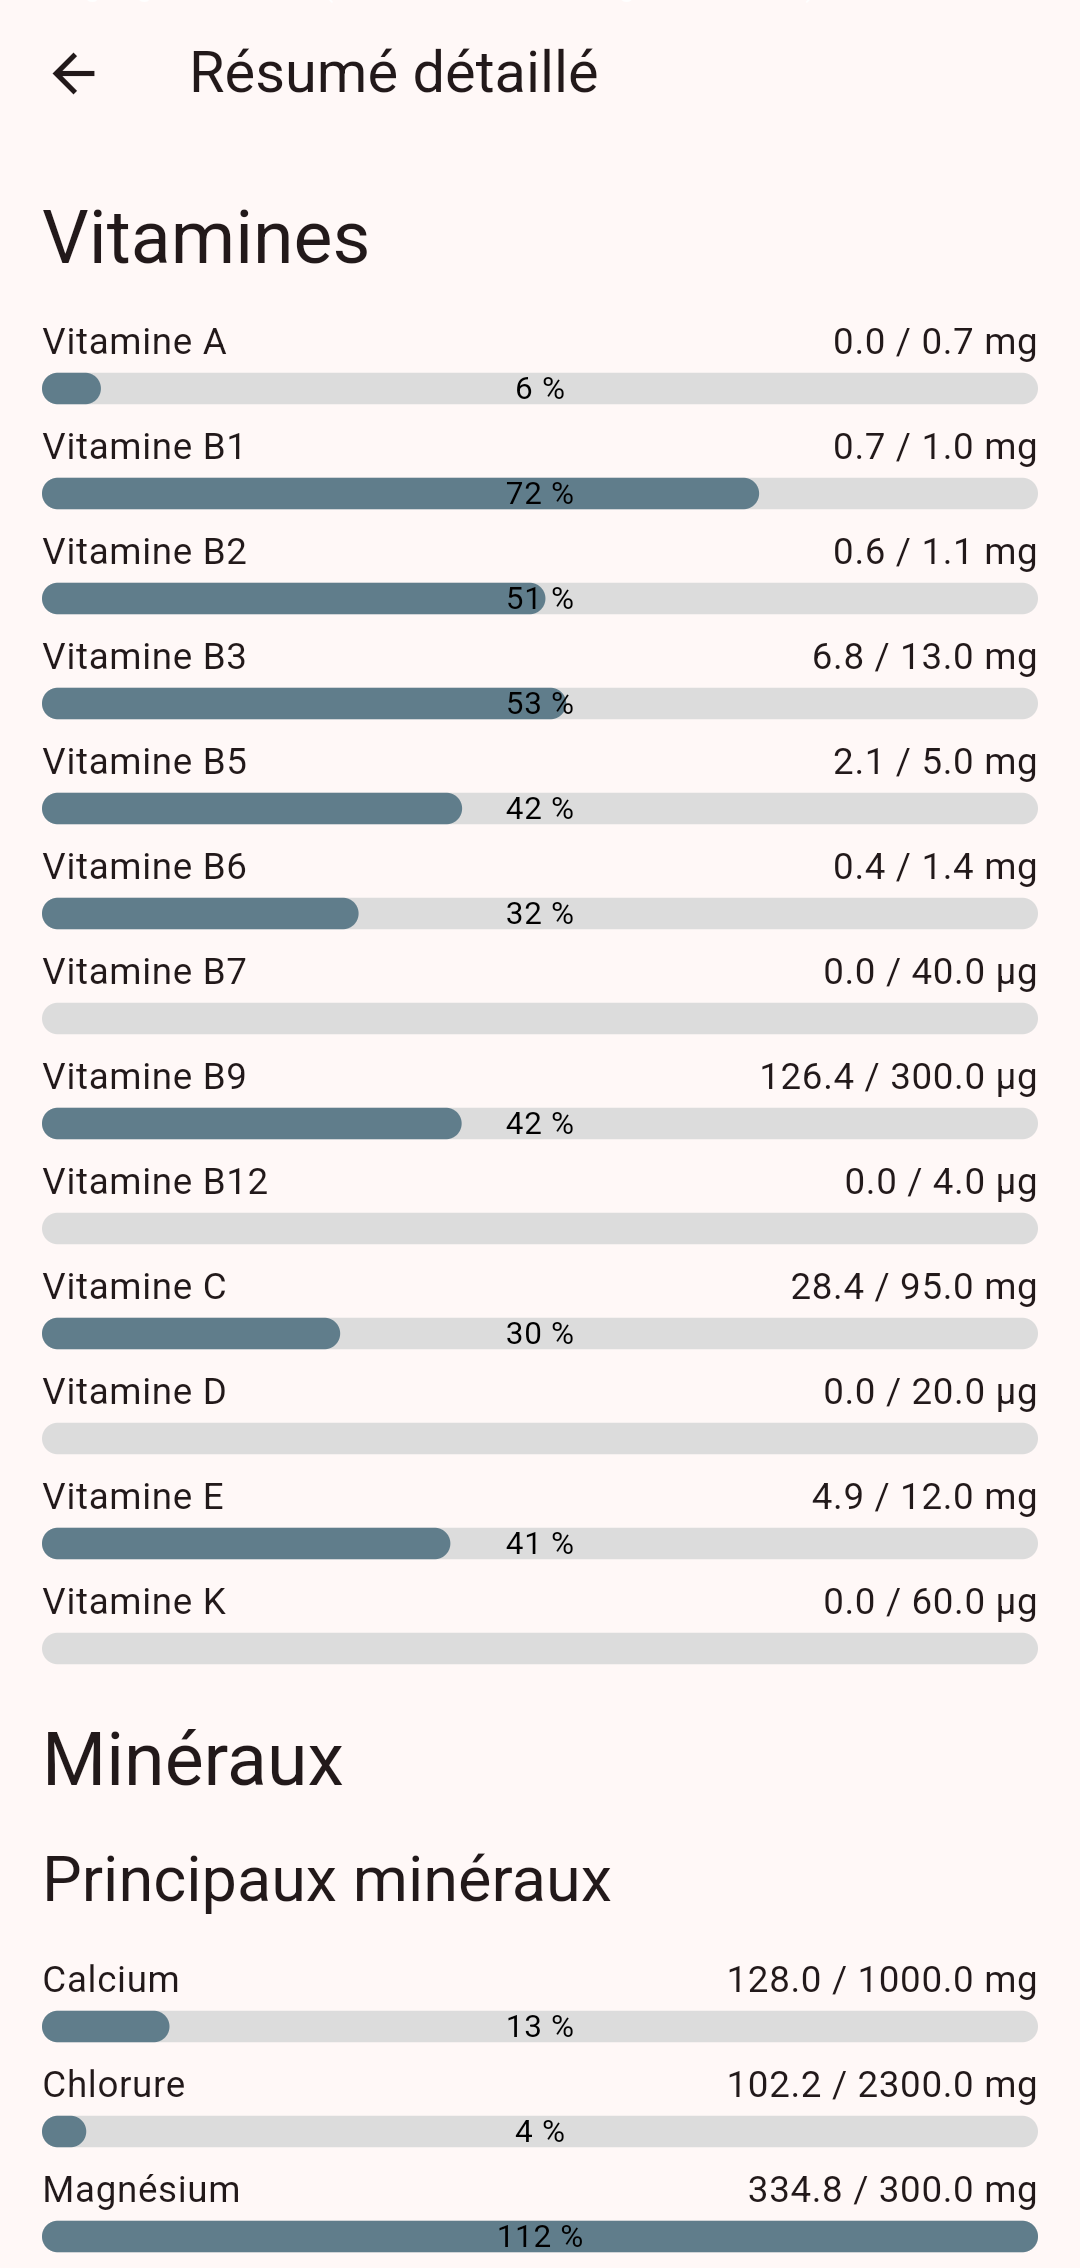 Résumé détaillé
Vitamines
Vitamine A 0.0 / 0.7 mg
6 %
Vitamine B1 0.7 / 1.0 mg
72 %
Vitamine B2 0.6 / 1.1 mg
51 %
Vitamine B3 6.8 / 13.0 mg
53 %
Vitamine B5 2.1 / 5.0 mg
42 %
Vitamine B6 0.4 / 1.4 mg
32 %
Vitamine B7 0.0 / 40.0 µg
Vitamine B9 126.4 / 300.0 µg
42 %
Vitamine B12 0.0 / 4.0 µg
Vitamine C 28.4 / 95.0 mg
30 %
Vitamine D 0.0 / 20.0 µg
Vitamine E 4.9 / 12.0 mg
41 %
Vitamine K 0.0 / 60.0 µg
Minéraux
Principaux minéraux
Calcium 128.0 / 1000.0 mg
13 %
Chlorure 102.2 / 2300.0 mg
4 %
Magnésium 334.8 / 300.0 mg
112 %